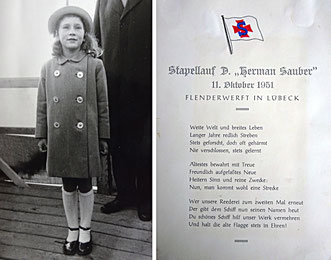 Stapellauf D. „Herman Sauber"
11. Oktober 1951
FLENDERWERFT IN LÜBECK
Weite Welt und breites Leben
Langer Jahre redlich Streben
Stets geforscht, doch oft gehärmt
Nie verschlossen, stets gelernt
Ältestes bewahrt mit Treue
Freundlich aufgefaßtes Neue
Heitern Sinn und reine Zwecke:
Nun, man kommt wohl eine Strecke
Wer unsre Reederei zum zweiten Mal erneut
Der gibt dem Schiff nun seinen Namen heut
Du schönes Schiff hilf unser Werk vermehren
Und halt die alte Flagge stets in Ehren!